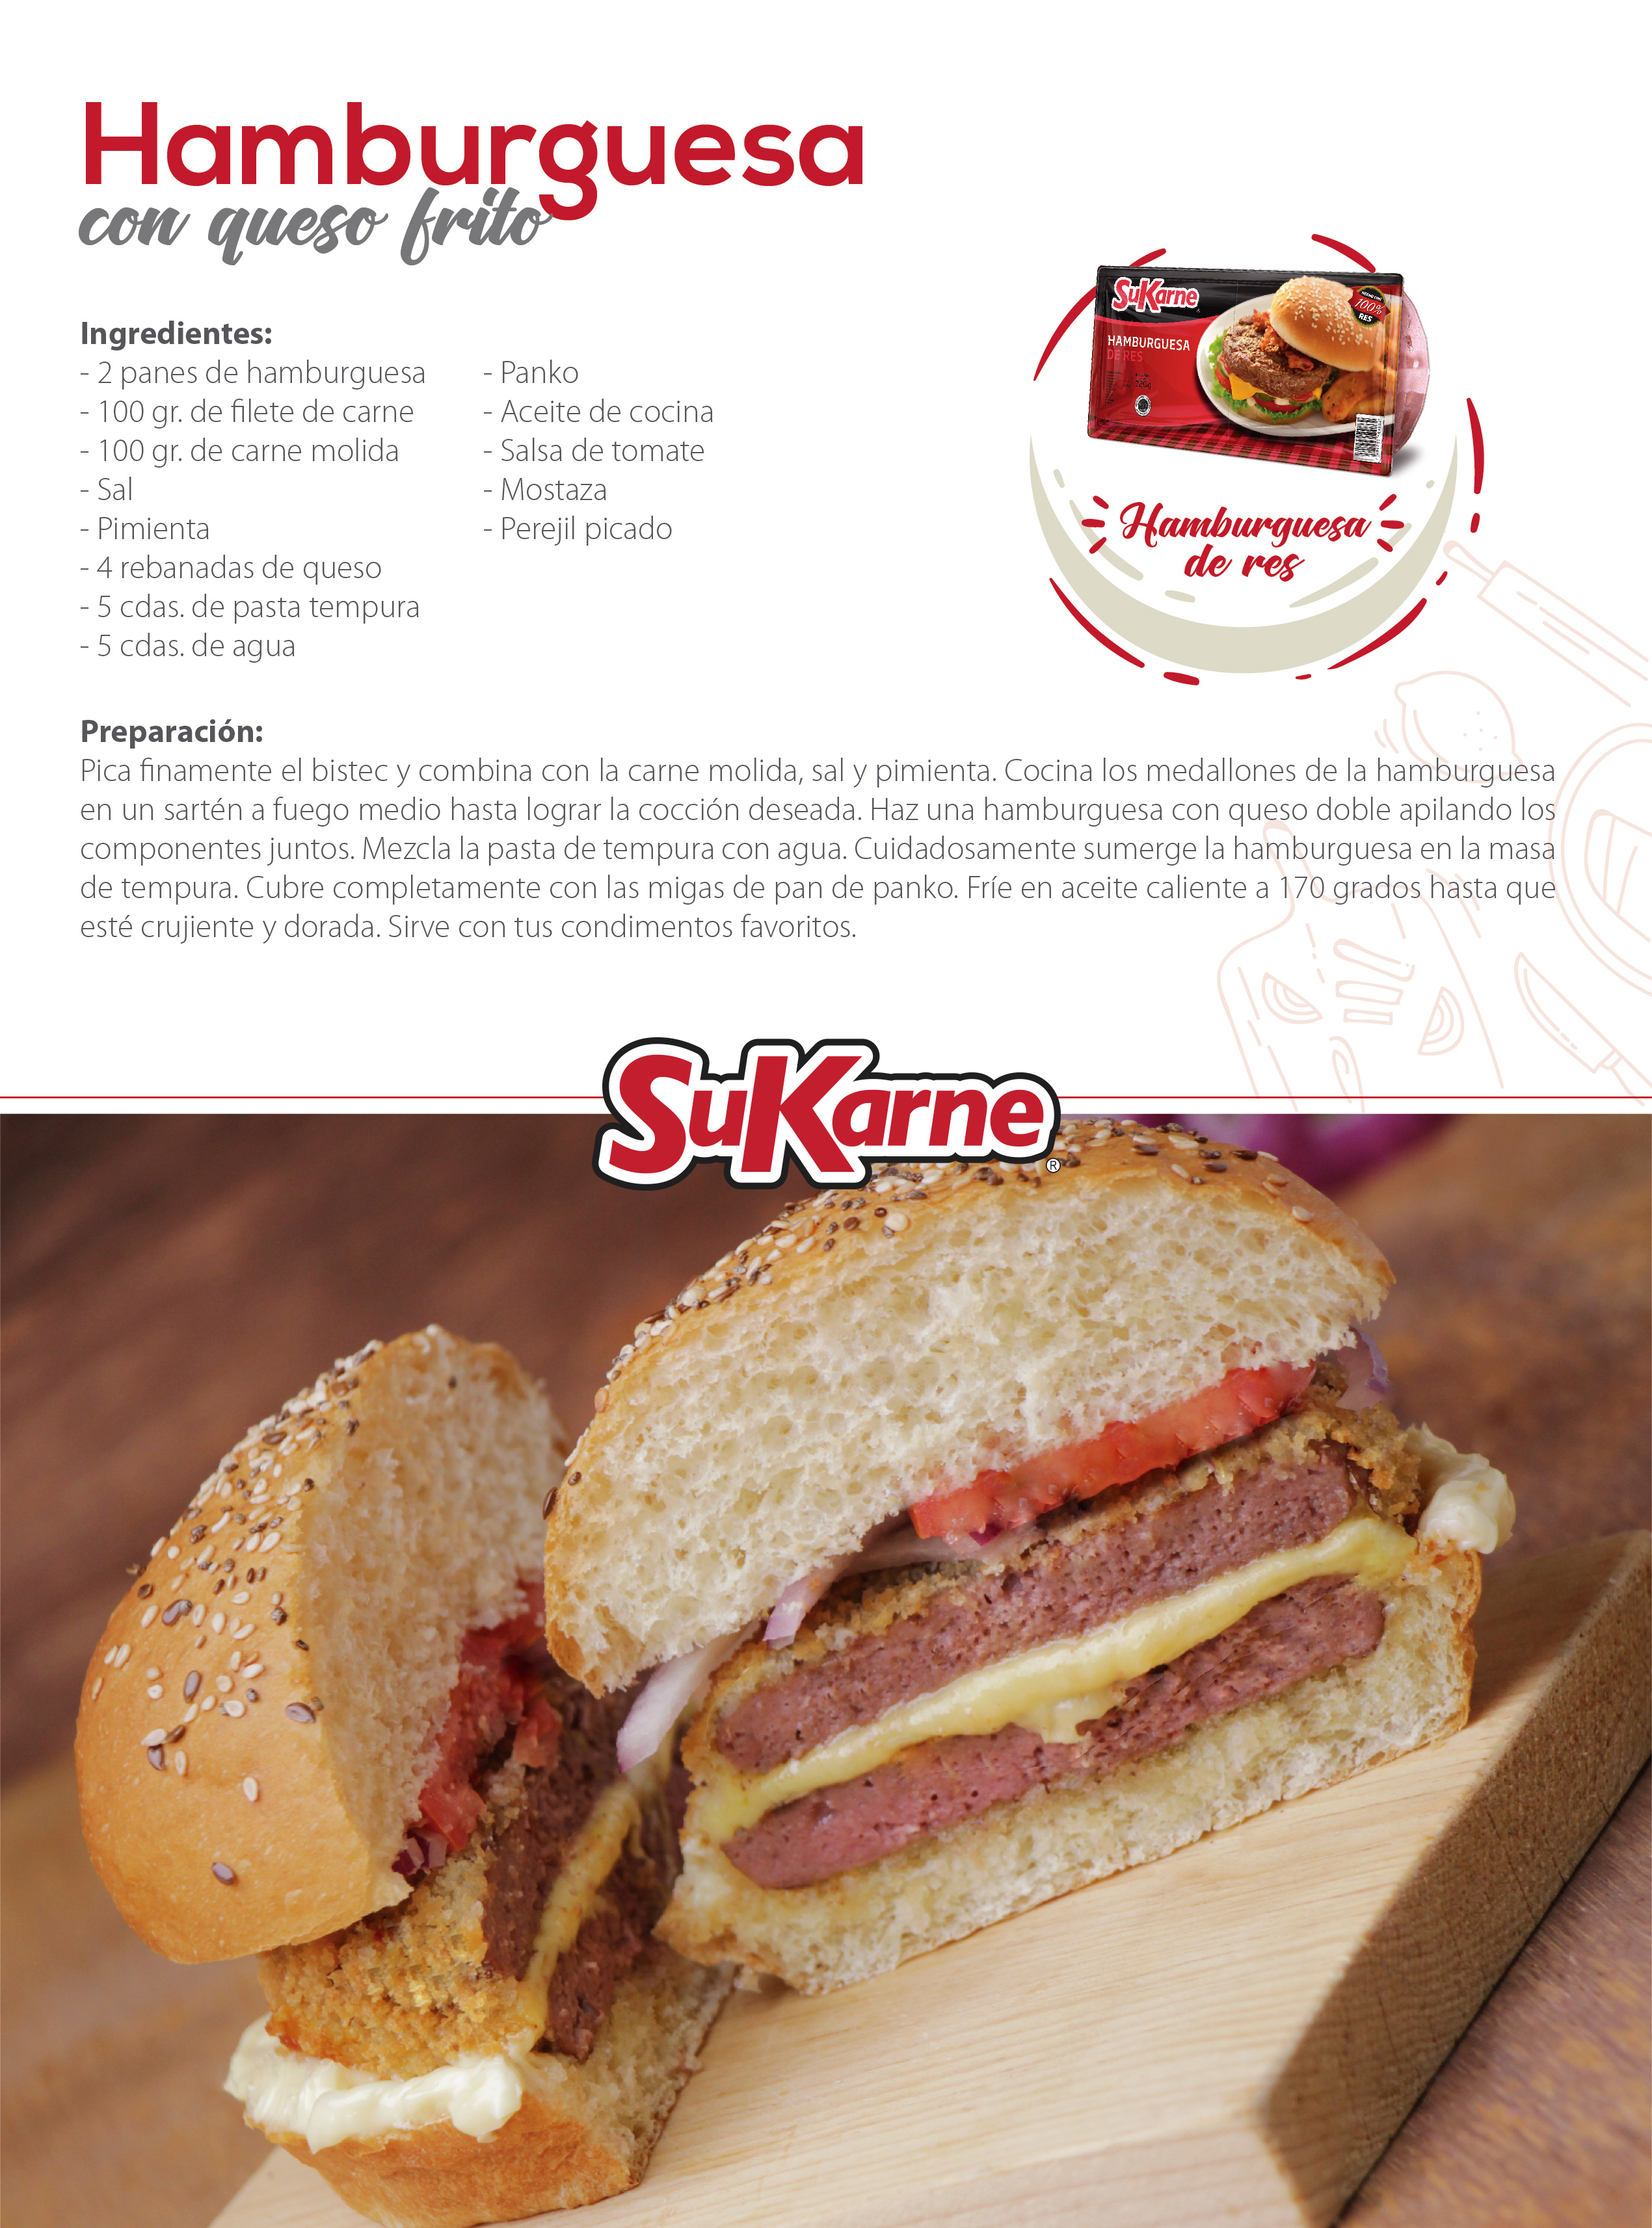 Hamburguesa
con queso frito
Ingredientes:
- 2 panes de hamburguesa
- 100 gr. de filete de carne
- 100 gr. de carne molida
- Sal
- Pimienta
- 4 rebanadas de queso
- 5 cdas. de pasta tempura
- 5 cdas. de agua
- Panko
- Aceite de cocina
- Salsa de tomate
- Mostaza
- Perejil picado
SuKarne
100%
RES
HAMBURGUESA
DE RES
Hamburguesa
de res
Preparación:
Pica finamente el bistec y combina con la carne molida, sal y pimienta. Cocina los medallones de la hamburguesa
en un sartén a fuego medio hasta lograr la cocción deseada. Haz una hamburguesa con queso doble apilando los
componentes juntos. Mezcla la pasta de tempura con agua. Cuidadosamente sumerge la hamburguesa en la masa
de tempura. Cubre completamente con las migas de pan de panko. Fríe en aceite caliente a 170 grados hasta que
esté crujiente y dorada. Sirve con tus condimentos favoritos.
SuKarne
®